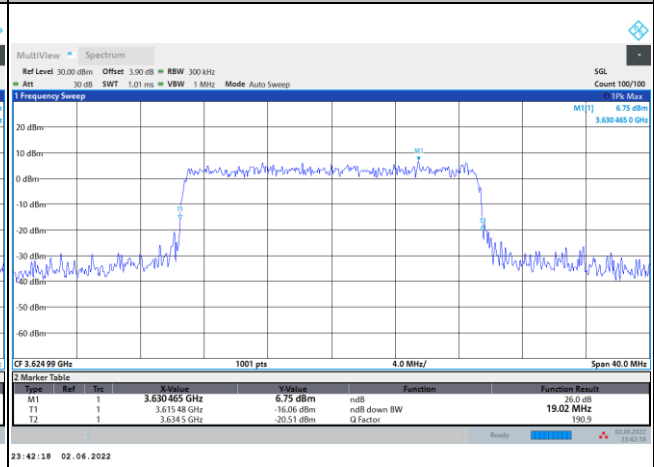 MultiView Spectrum
Ref Level 30.00 dBm Offset 3.90 dB RBW 300 kHz SGL
Att 30 dB SWT 1.01 ms VBW 1 MHz Mode Auto Sweep Count 100/100
1 Frequency Sweep 1Pk Max
M1[1] 6.75 dBm
3.630 465 0 GHz
20 dBm
M1
10 dBm
0 dBm
-10 dBm
T1
-20 dBm
-30 dBm
-40 dBm
-50 dBm
-60 dBm
CF 3.624 99 GHz 1001 pts 4.0 MHz/ Span 40.0 MHz
2 Marker Table
Type Ref Trc X-Value Y-Value Function Function Result
M1 1 3.630 465 GHz 6.75 dBm ndB 26.0 dB
T1 1 3.615 48 GHz -16.06 dBm ndB down BW 19.02 MHz
T2 1 3.634 5 GHz -20.51 dBm Q Factor 190.9
Ready 02.06.2022
23:42:18
23:42:18 02.06.2022